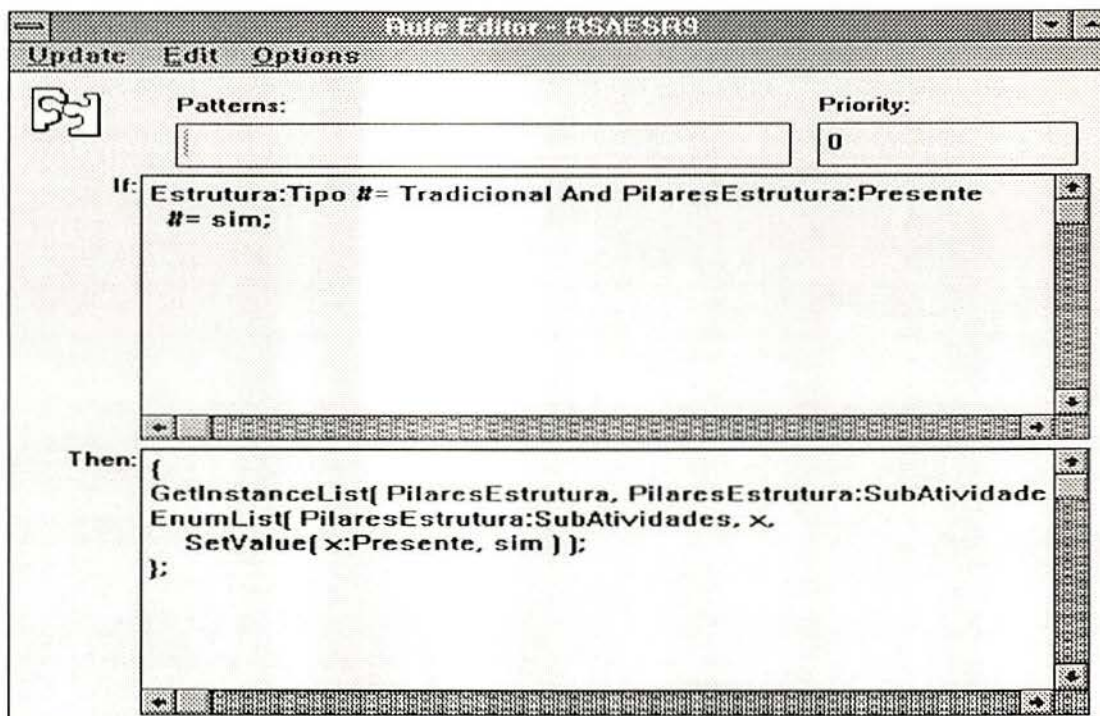 Rule Editor - RSAESR9
Update Edit Options
Patterns:
Priority:
0
If:
Estrutura:Tipo #= Tradicional And PilaresEstrutura:Presente
#= sim;
Then:
{
GetInstanceList( PilaresEstrutura, PilaresEstrutura:SubAtividade
EnumList( PilaresEstrutura:SubAtividades, x,
SetValue( x:Presente, sim ) );
};